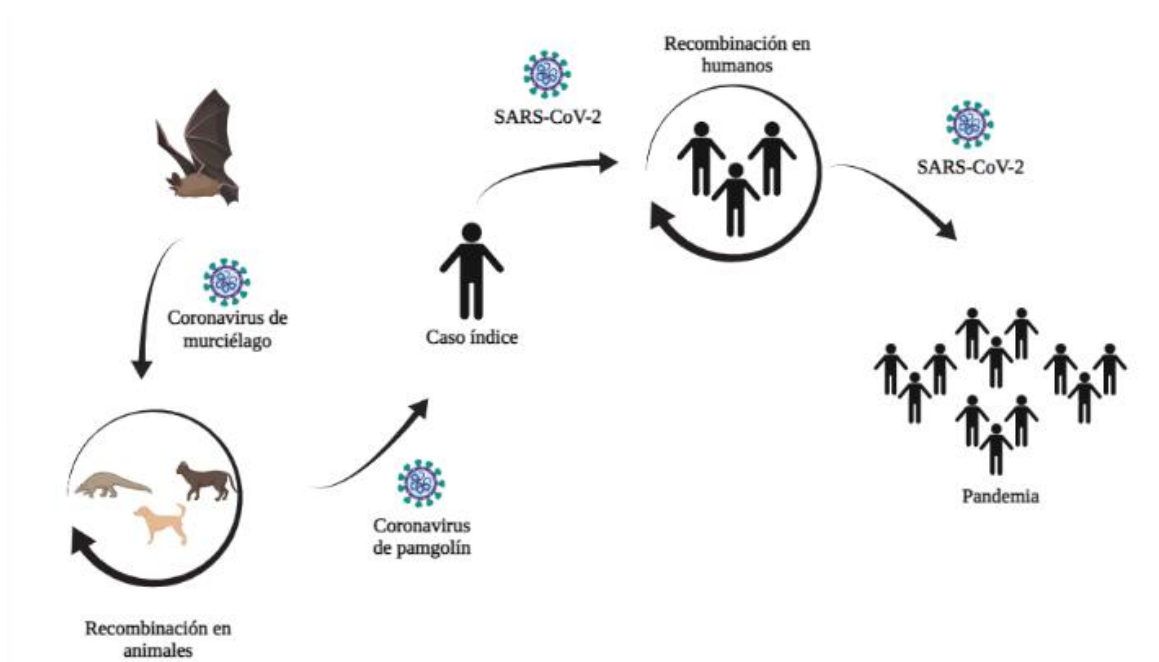 Coronavirus de
murciélago
Recombinación en
animales
Coronavirus
de pamgolín
Caso índice
SARS-CoV-2
Recombinación en
humanos
SARS-CoV-2
Pandemia